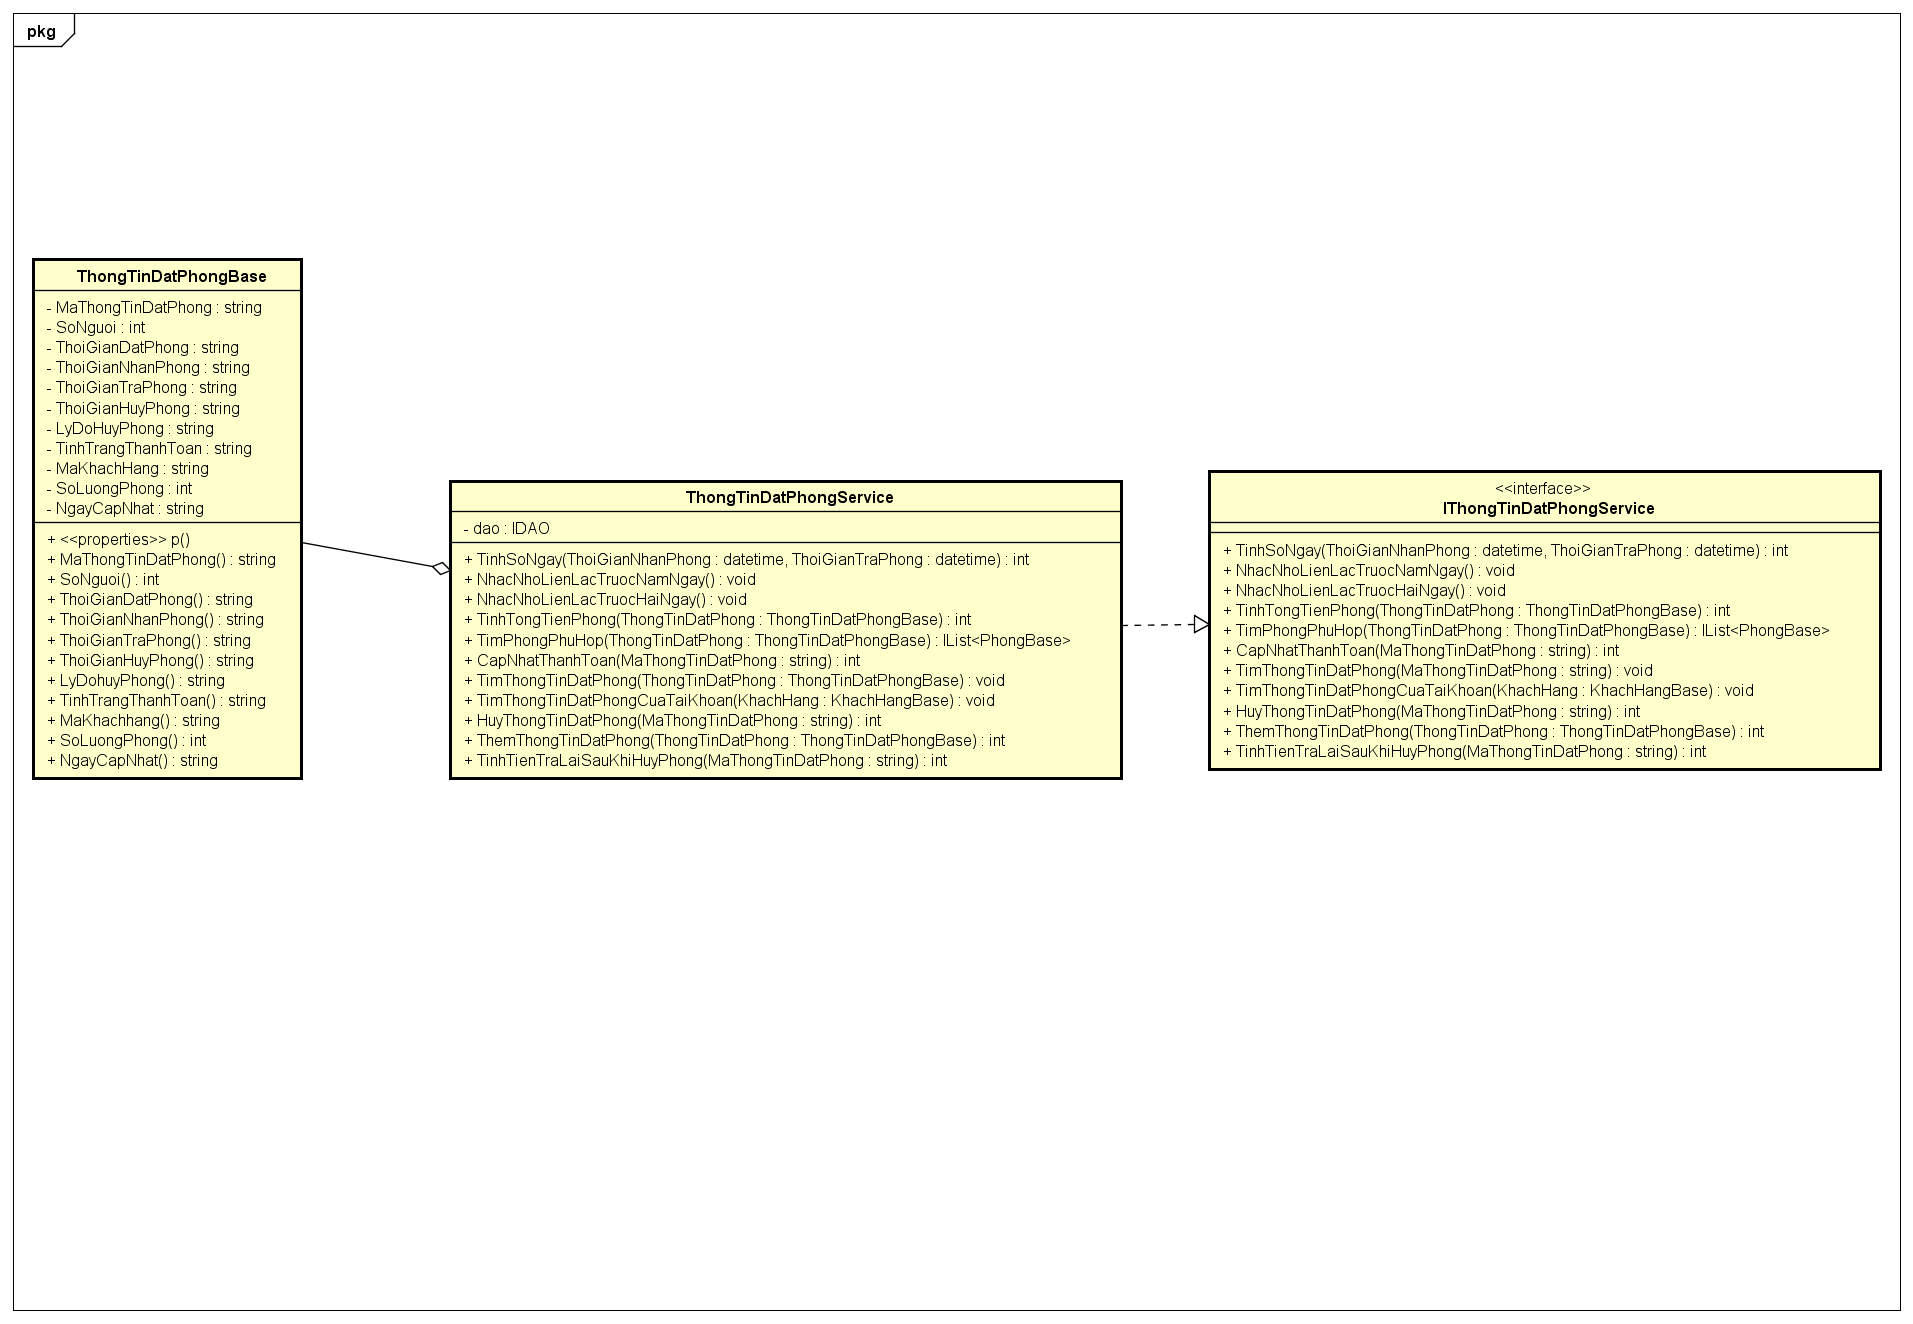 pkg
ThongTinDatPhongBase
- MaThongTinDatPhong : string
- SoNguoi : int
- ThoiGianDatPhong : string
- ThoiGianNhanPhong : string
- ThoiGianTraPhong : string
- ThoiGianHuyPhong : string
- LyDoHuyPhong : string
- TinhTrangThanhToan : string
- MaKhachHang : string
- SoLuongPhong : int
- NgayCapNhat : string
+ <<properties>> p()
+ MaThongTinDatPhong() : string
+ SoNguoi() : int
+ ThoiGianDatPhong() : string
+ ThoiGianNhanPhong() : string
+ ThoiGianTraPhong() : string
+ ThoiGianHuyPhong() : string
+ LyDohuyPhong() : string
+ TinhTrangThanhToan() : string
+ MaKhachhang() : string
+ SoLuongPhong() : int
+ NgayCapNhat() : string
ThongTinDatPhongService
- dao : IDAO
+ TinhSoNgay(ThoiGianNhanPhong : datetime, ThoiGianTraPhong : datetime) : int
+ NhacNhoLienLacTruocNamNgay() : void
+ NhacNhoLienLacTruocHaiNgay() : void
+ TinhTongTienPhong(ThongTinDatPhong : ThongTinDatPhongBase) : int
+ TimPhongPhuHop(ThongTinDatPhong : ThongTinDatPhongBase) : IList<PhongBase>
+ CapNhatThanhToan(MaThongTinDatPhong : string) : int
+ TimThongTinDatPhong(ThongTinDatPhong : ThongTinDatPhongBase) : void
+ TimThongTinDatPhongCuaTaiKhoan(KhachHang : KhachHangBase) : void
+ HuyThongTinDatPhong(MaThongTinDatPhong : string) : int
+ ThemThongTinDatPhong(ThongTinDatPhong : ThongTinDatPhongBase) : int
+ TinhTienTraLaiSauKhiHuyPhong(MaThongTinDatPhong : string) : int
<<interface>>
IThongTinDatPhongService
+ TinhSoNgay(ThoiGianNhanPhong : datetime, ThoiGianTraPhong : datetime) : int
+ NhacNhoLienLacTruocNamNgay() : void
+ NhacNhoLienLacTruocHaiNgay() : void
+ TinhTongTienPhong(ThongTinDatPhong : ThongTinDatPhongBase) : int
+ TimPhongPhuHop(ThongTinDatPhong : ThongTinDatPhongBase) : IList<PhongBase>
+ CapNhatThanhToan(MaThongTinDatPhong : string) : int
+ TimThongTinDatPhong(MaThongTinDatPhong : string) : void
+ TimThongTinDatPhongCuaTaiKhoan(KhachHang : KhachHangBase) : void
+ HuyThongTinDatPhong(MaThongTinDatPhong : string) : int
+ ThemThongTinDatPhong(ThongTinDatPhong : ThongTinDatPhongBase) : int
+ TinhTienTraLaiSauKhiHuyPhong(MaThongTinDatPhong : string) : int